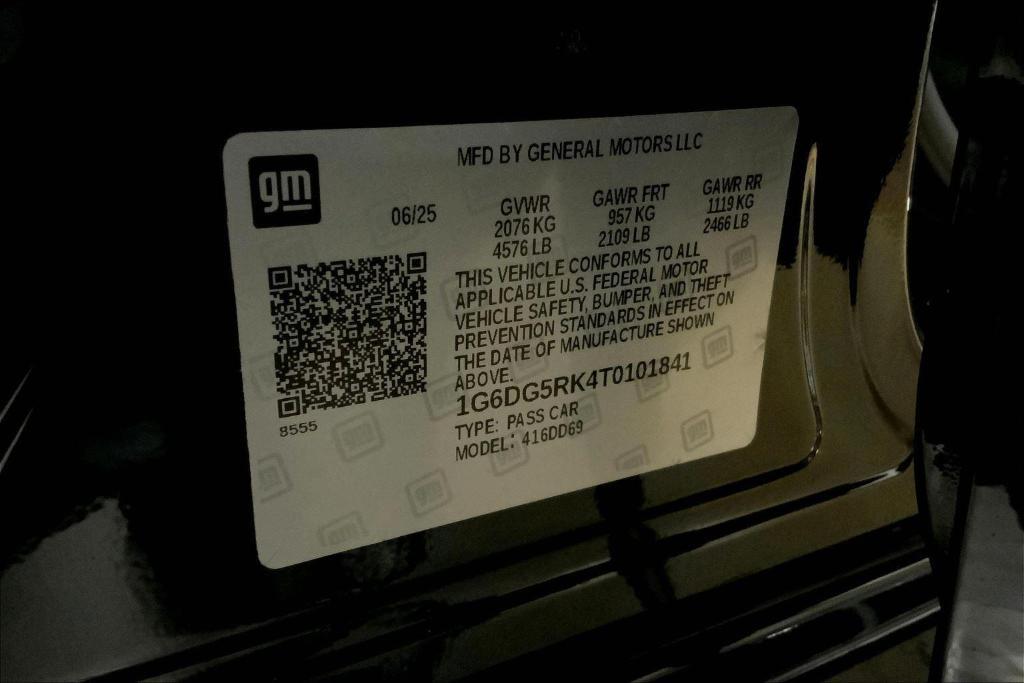 gm
MFD BY GENERAL MOTORS LLC
06/25
GVWR
2076 KG
4576 LB
GAWR FRT
957 KG
2109 LB
GAWR RR
1119 KG
2466 LB
THIS VEHICLE CONFORMS TO ALL
APPLICABLE U.S. FEDERAL MOTOR
VEHICLE SAFETY, BUMPER, AND THEFT
PREVENTION STANDARDS IN EFFECT ON
THE DATE OF MANUFACTURE SHOWN
ABOVE.
1G6DG5RK4T0101841
TYPE: PASS CAR
MODEL: 416DD69
8555